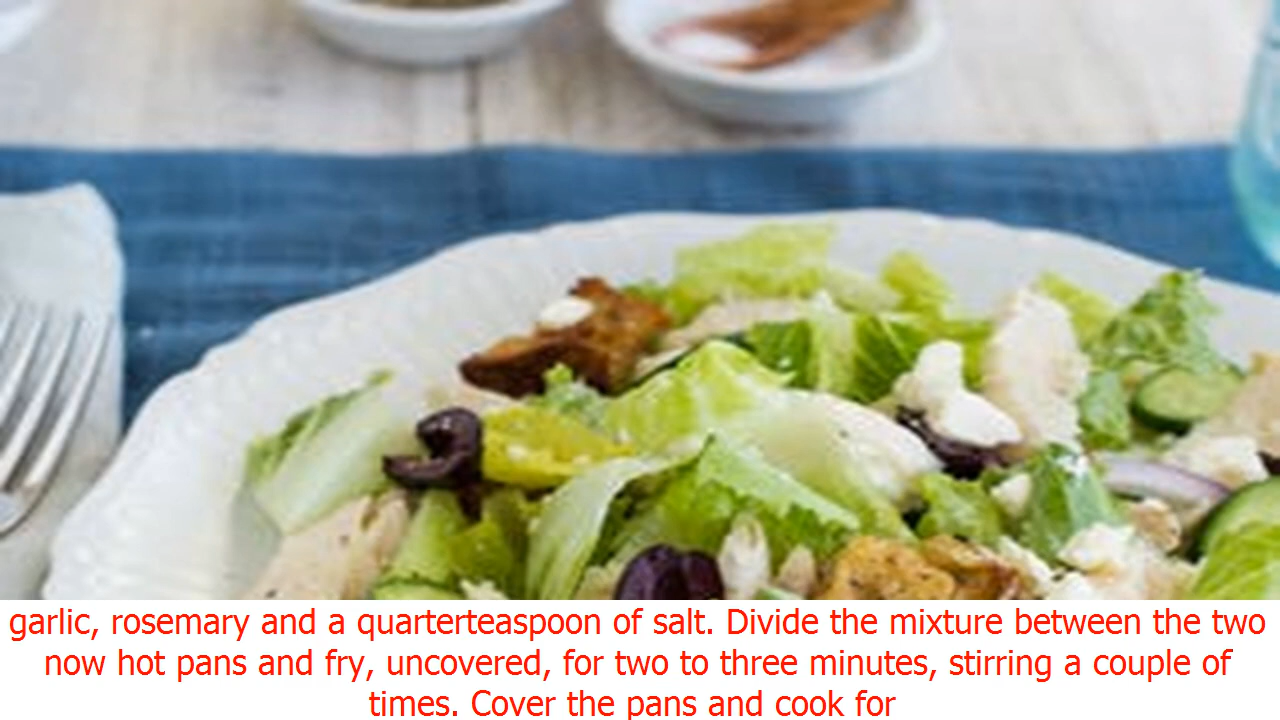 garlic, rosemary and a quarterteaspoon of salt. Divide the mixture between the two
now hot pans and fry, uncovered, for two to three minutes, stirring a couple of
times. Cover the pans and cook for